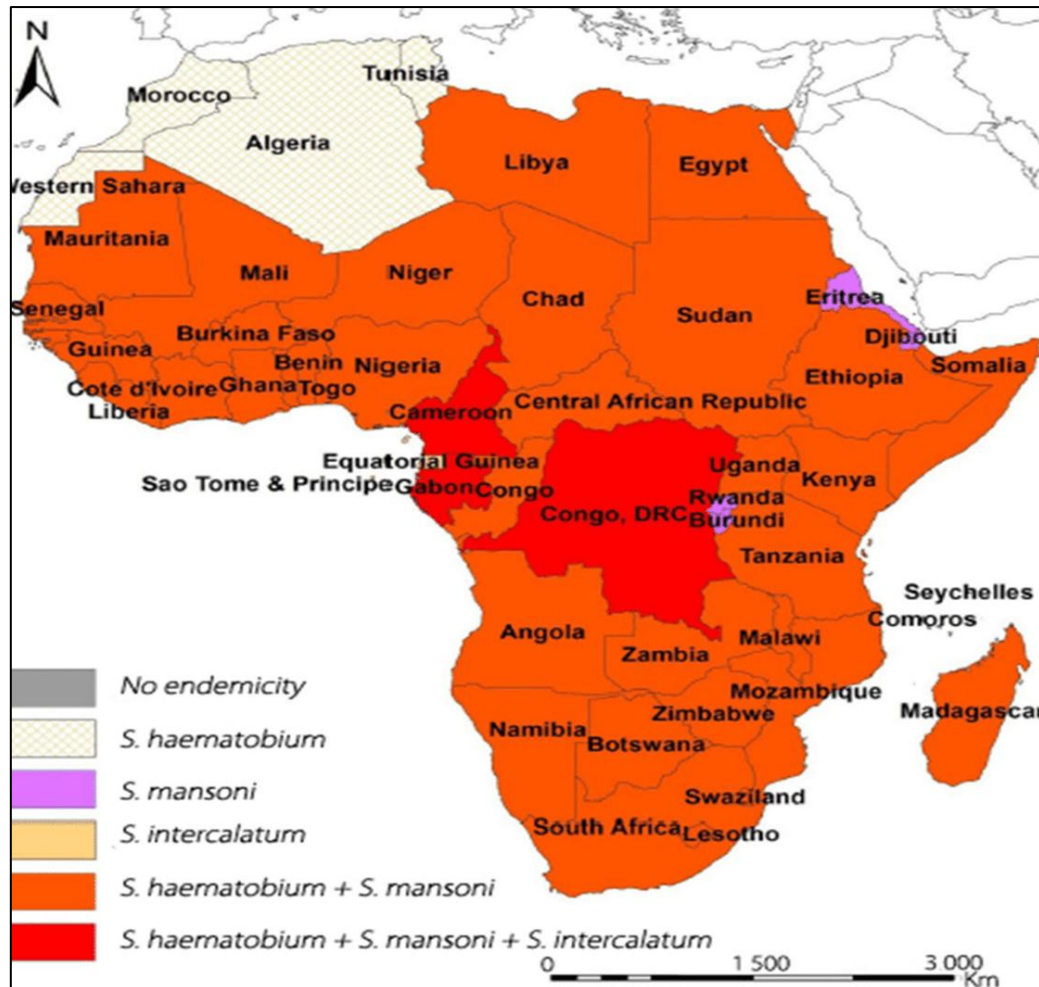 N
Tunisia
Morocco
Algeria
Libya
Egypt
Western Sahara
Mauritania
Mali
Niger
Chad
Sudan
Eritrea
Senegal
Burkina Faso
Djibouti
Guinea
Benin
Nigeria
Somalia
Ethiopia
Cote d'Ivoire
Ghana
Togo
Liberia
Cameroon
Central African Republic
Equatorial Guinea
Uganda
Kenya
Sao Tome & Principe
Gabon
Congo
Rwanda
Congo, DRC
Burundi
Tanzania
Seychelles
Comoros
Angola
Malawi
Zambia
Mozambique
Madagascar
Zimbabwe
Namibia
Botswana
Swaziland
South Africa
Lesotho
No endemicity
S. haematobium
S. mansoni
S. intercalatum
S. haematobium + S. mansoni
S. haematobium + S. mansoni + S. intercalatum
0 1 500 3 000
Km